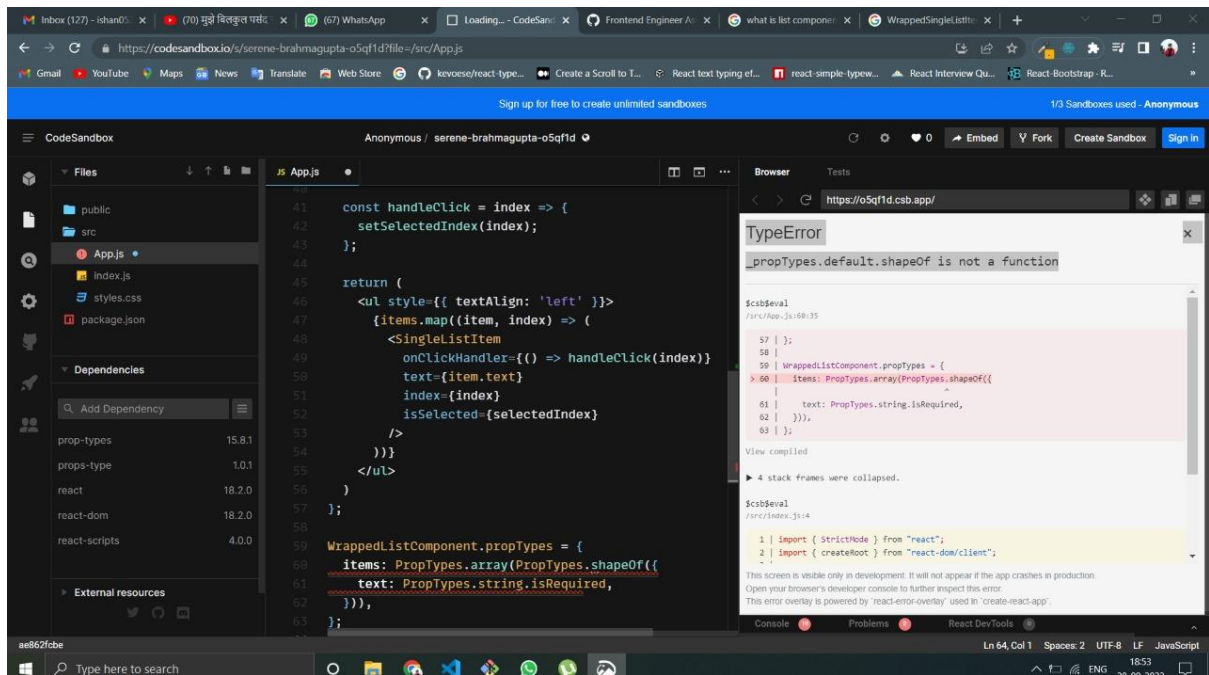 Inbox (127) - ishan05. (70) मुझे बिलकुल पसंद (67) WhatsApp Loading... - CodeSand Frontend Engineer As what is list componen WrappedSingleListIte
https://codesandbox.io/s/serene-brahmagupta-o5qf1d?file=/src/App.js
Gmail YouTube Maps News Translate Web Store kevoese/react-type... Create a Scroll to T... React text typing ef... react-simple-typew... React Interview Qu... React-Bootstrap · R... »
Sign up for free to create unlimited sandboxes 1/3 Sandboxes used - Anonymous
CodeSandbox Anonymous / serene-brahmagupta-o5qf1d 0 Embed Fork Create Sandbox Sign in
Files
public
src
App.js
index.js
styles.css
package.json
Dependencies
Add Dependency
prop-types 15.8.1
props-type 1.0.1
react 18.2.0
react-dom 18.2.0
react-scripts 4.0.0
External resources
JS App.js
40
41 const handleClick = index => {
42 setSelectedIndex(index);
43 };
44
45 return (
46 <ul style={{ textAlign: 'left' }}>
47 {items.map((item, index) => (
48 <SingleListItem
49 onClickHandler={() => handleClick(index)}
50 text={item.text}
51 index={index}
52 isSelected={selectedIndex}
53 />
54 ))}
55 </ul>
56 )
57 };
58
59 WrappedListComponent.propTypes = {
60 items: PropTypes.array(PropTypes.shapeOf({
61 text: PropTypes.string.isRequired,
62 })),
63 };
Browser Tests
https://o5qf1d.csb.app/
TypeError
_propTypes.default.shapeOf is not a function
$csb$eval
/src/App.js:60:35
57 | };
58 |
59 | WrappedListComponent.propTypes = {
> 60 | items: PropTypes.array(PropTypes.shapeOf({
| ^
61 | text: PropTypes.string.isRequired,
62 | })),
63 | };
View compiled
▶ 4 stack frames were collapsed.
$csb$eval
/src/index.js:4
1 | import { StrictMode } from "react";
2 | import { createRoot } from "react-dom/client";
This screen is visible only in development. It will not appear if the app crashes in production.
Open your browser's developer console to further inspect this error.
This error overlay is powered by `react-error-overlay` used in `create-react-app`.
Console Problems React DevTools
ae862fcbe Ln 64, Col 1 Spaces: 2 UTF-8 LF JavaScript
Type here to search ENG 18:53